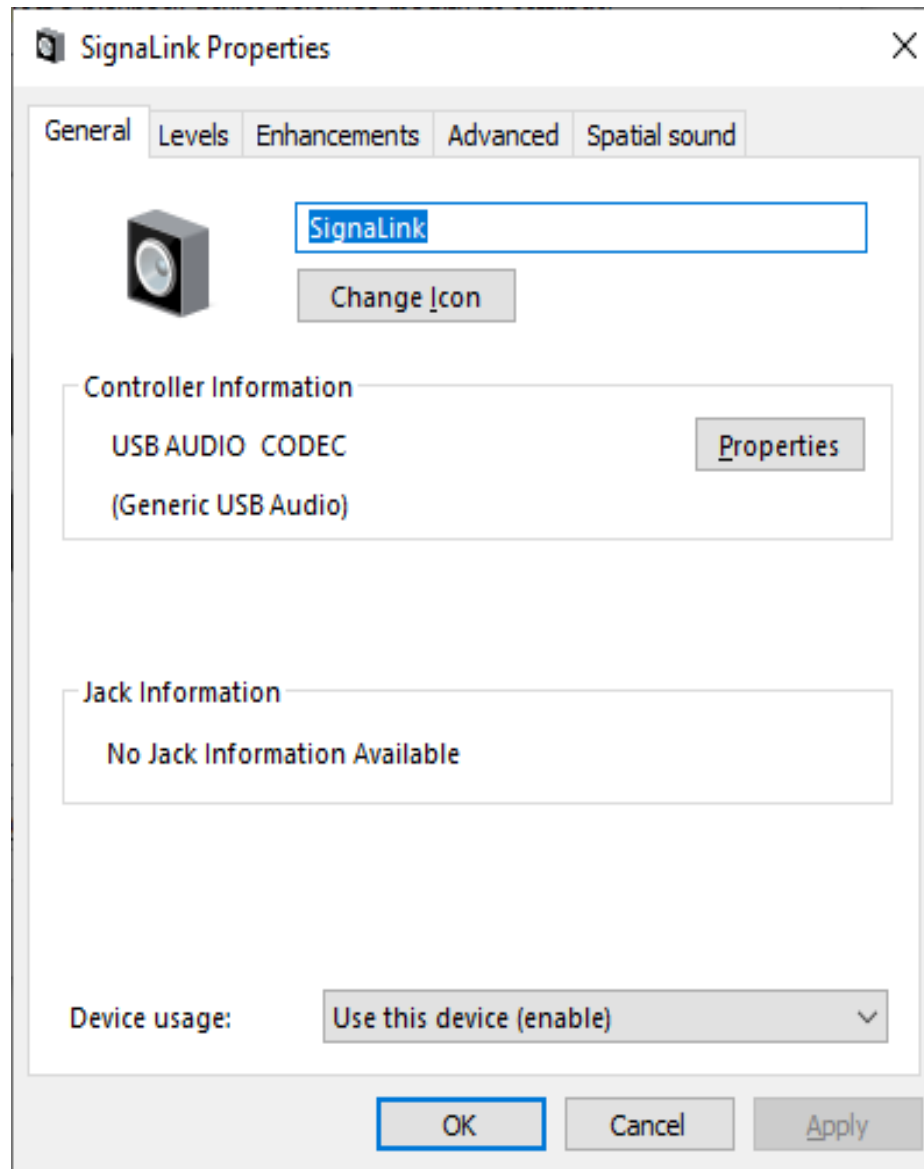 SignaLink Properties
General Levels Enhancements Advanced Spatial sound
SignaLink
Change Icon
Controller Information
USB AUDIO  CODEC
Properties
(Generic USB Audio)
Jack Information
No Jack Information Available
Device usage:
Use this device (enable)
OK Cancel Apply